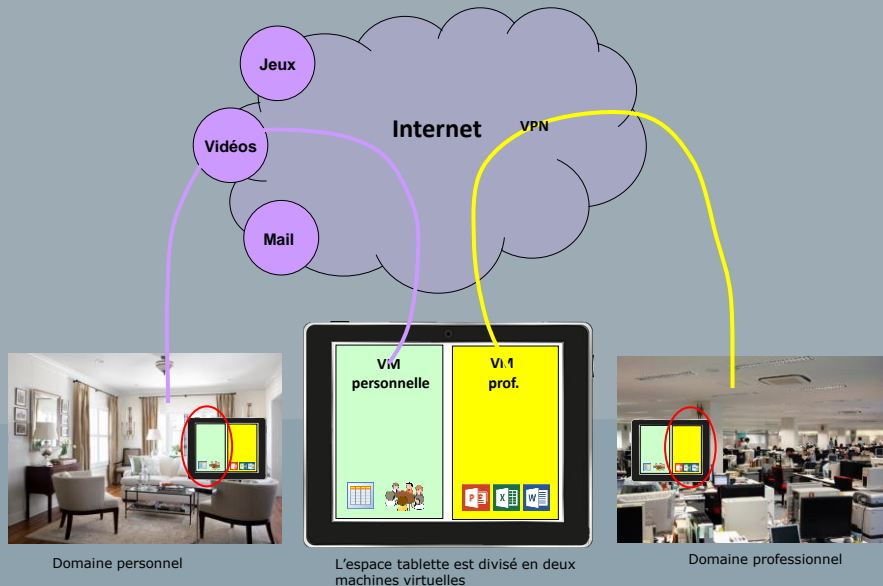 Jeux
Internet
VPN
Vidéos
Mail
VM
personnelle
VM
prof.
P
X
W
Domaine personnel
L'espace tablette est divisé en deux
machines virtuelles
Domaine professionnel